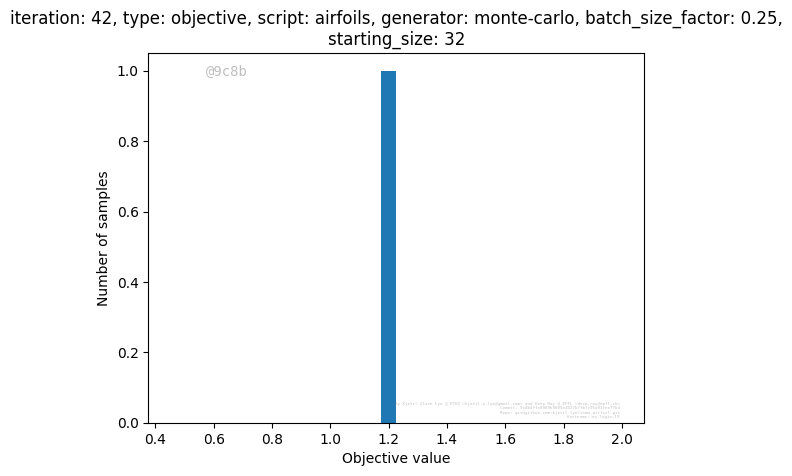 iteration: 42, type: objective, script: airfoils, generator: monte-carlo, batch_size_factor: 0.25,
starting_size: 32
@9c8b
1.0
0.8
0.6
0.4
0.2
0.0
Number of samples
0.4 0.6 0.8 1.0 1.2 1.4 1.6 1.8 2.0
Objective value